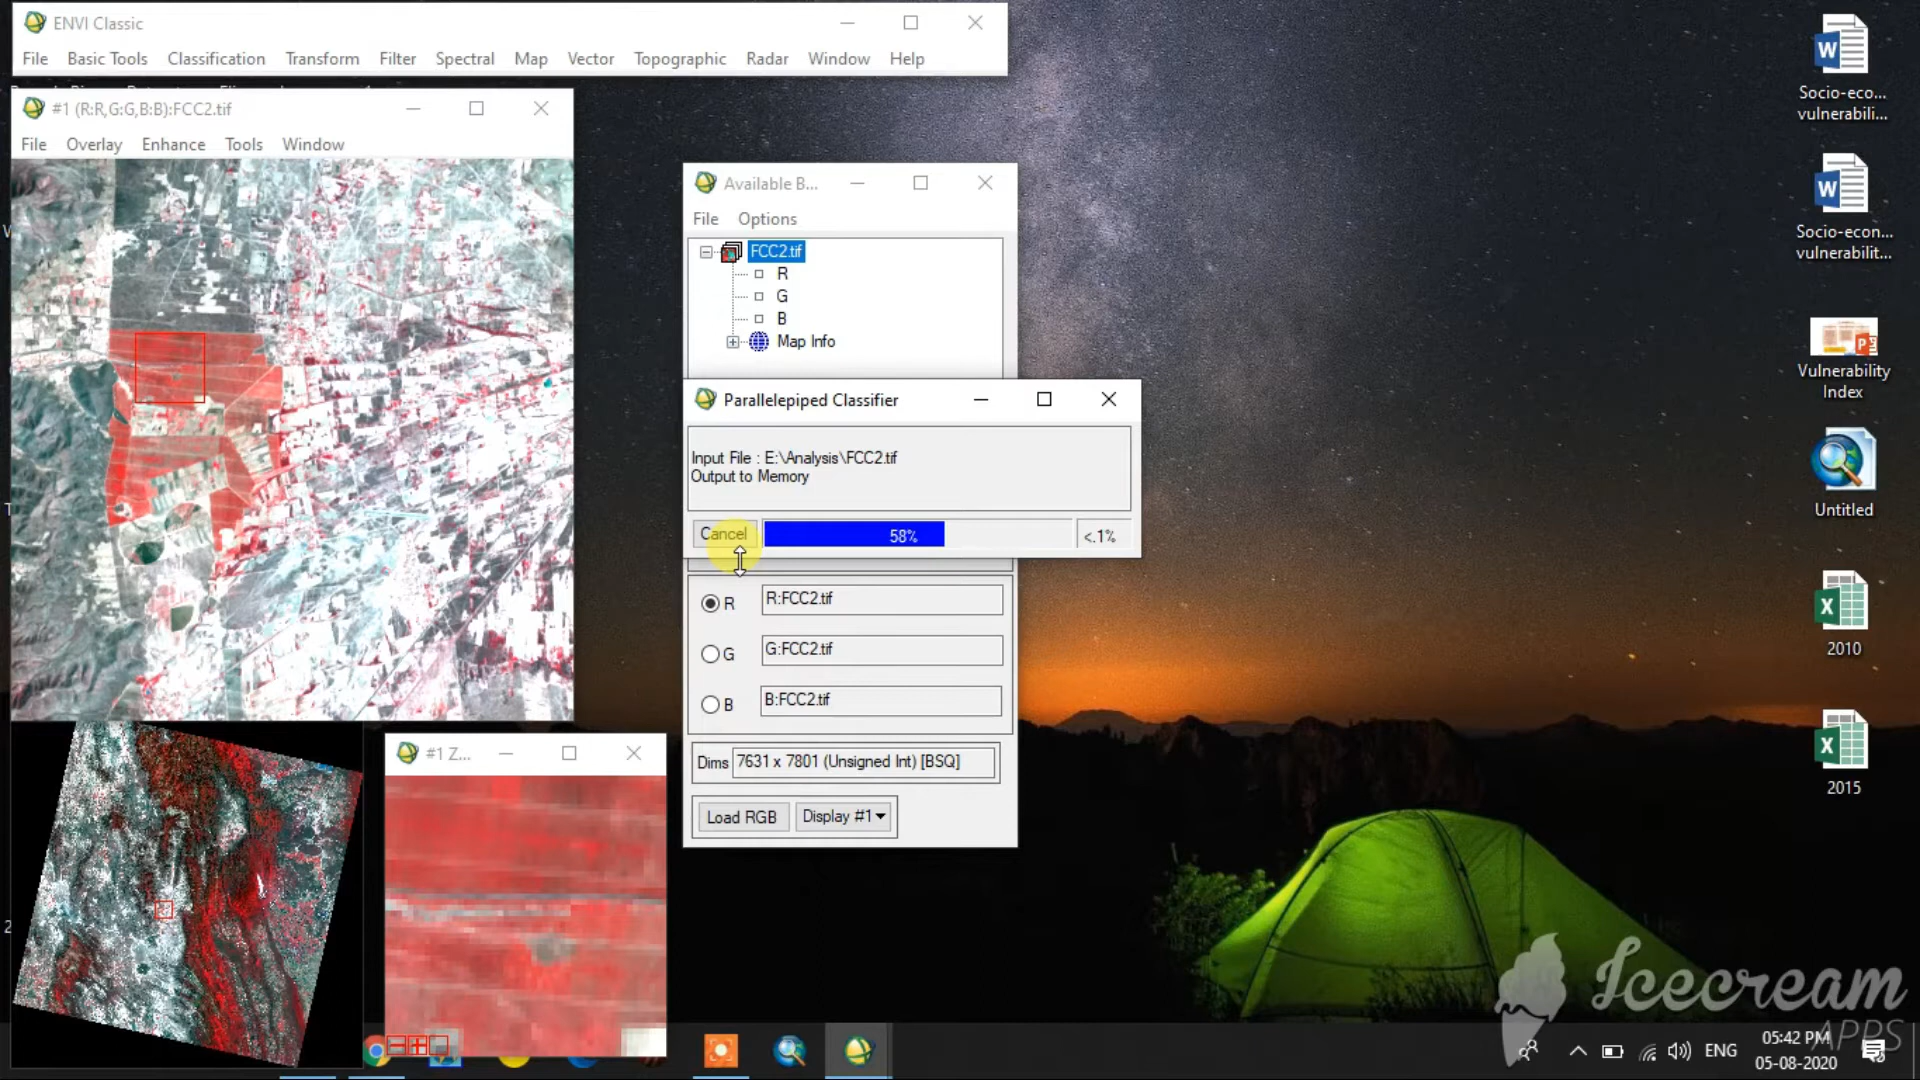 ENVI Classic
File Basic Tools Classification Transform Filter Spectral Map Vector Topographic Radar Window Help
#1 (R:R,G:G,B:B):FCC2.tif
File Overlay Enhance Tools Window
Available B...
File Options
FCC2.tif
R
G
B
Map Info
Parallelepiped Classifier
Input File : E:\Analysis\FCC2.tif
Output to Memory
Cancel 58% <.1%
R R:FCC2.tif
G G:FCC2.tif
B B:FCC2.tif
Dims 7631 x 7801 (Unsigned Int) [BSQ]
Load RGB Display #1
#1 Z...
Socio-eco...
vulnerabili...
Socio-econ...
vulnerabilit...
Vulnerability
Index
Untitled
2010
2015
Icecream
APPS
ENG
05:42 PM
05-08-2020